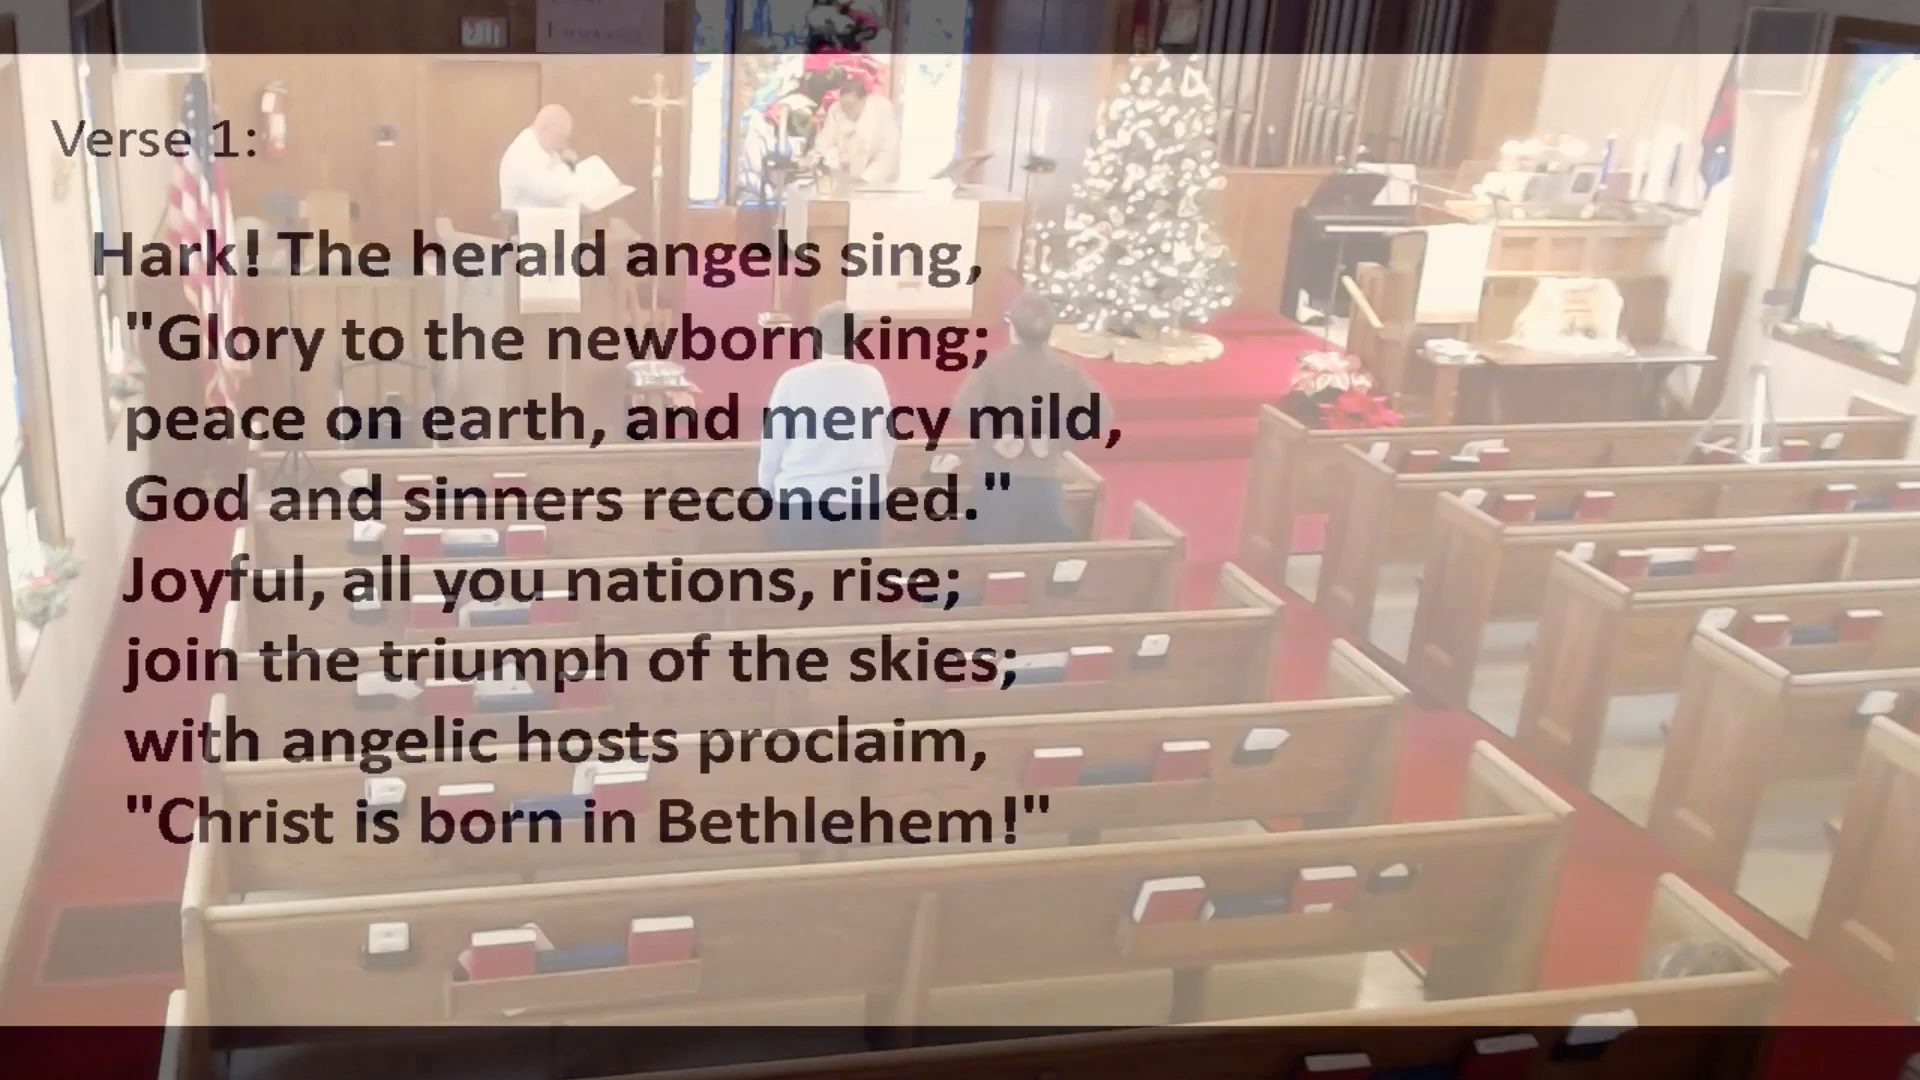 Verse 1:
Hark! The herald angels sing,
"Glory to the newborn king;
peace on earth, and mercy mild,
God and sinners reconciled."
Joyful, all you nations, rise;
join the triumph of the skies;
with angelic hosts proclaim,
"Christ is born in Bethlehem!"